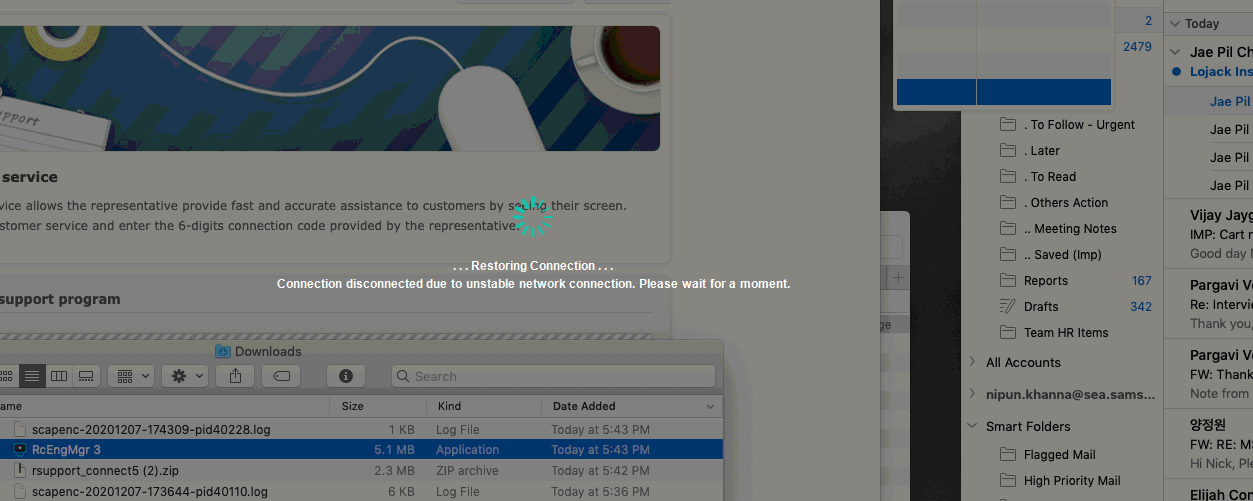 upport
service
vice allows the representative provide fast and accurate assistance to customers by seeing their screen.
stomer service and enter the 6-digits connection code provided by the representative.
. . . Restoring Connection . . .
Connection disconnected due to unstable network connection. Please wait for a moment.
support program
ge
Downloads
Search
ame
Size
Kind
Date Added
scapenc-20201207-174309-pid40228.log
1 KB
Log File
Today at 5:43 PM
RcEngMgr 3
5.1 MB
Application
Today at 5:43 PM
rsupport_connect5 (2).zip
2.3 MB
ZIP archive
Today at 5:42 PM
scapenc-20201207-173644-pid40110.log
6 KB
Log File
Today at 5:36 PM
2
2479
. To Follow - Urgent
. Later
. To Read
. Others Action
.. Meeting Notes
.. Saved (Imp)
Reports
167
Drafts
342
Team HR Items
All Accounts
nipun.khanna@sea.sams...
Smart Folders
Flagged Mail
High Priority Mail
Today
Jae Pil Ch
Lojack Ins
Jae Pil
Jae Pil
Jae Pil
Jae Pil
Vijay Jayg
IMP: Cart r
Good day N
Pargavi Ve
Re: Intervie
Thank you,
Pargavi Ve
FW: Thank
Note from
양정원
FW: RE: M
Hi Nick, Ple
Elijah Con